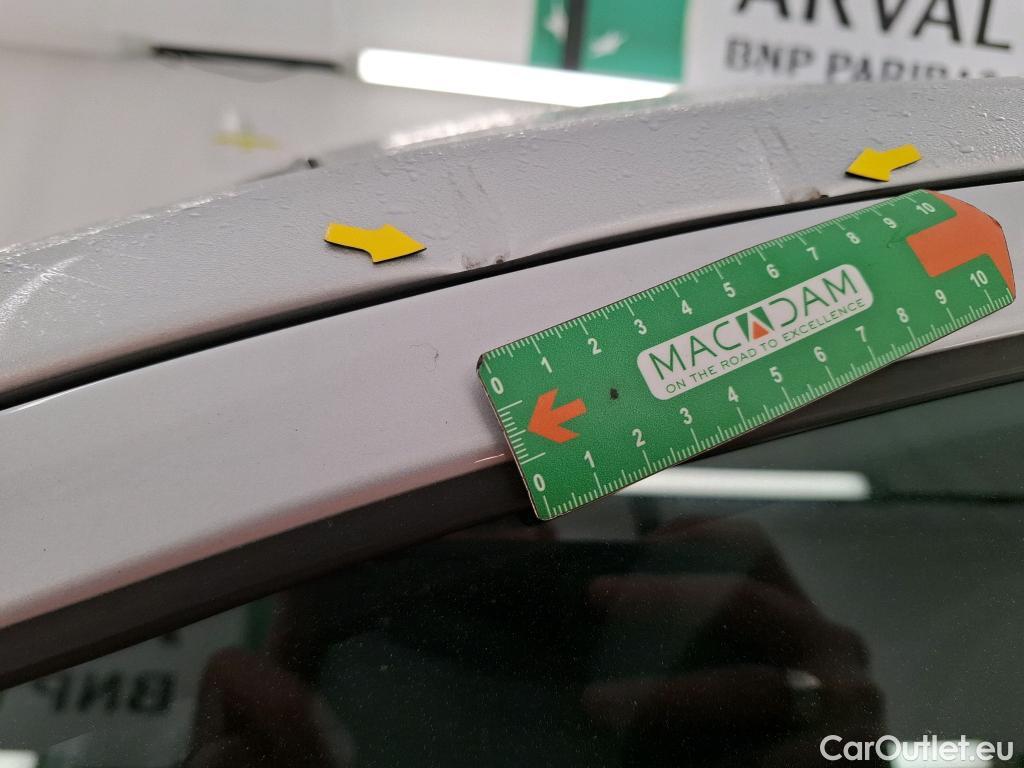 ARVAL
BNP PARIBAS
0 1 2 3 4 5 6 7 8 9 10
MACADAM
ON THE ROAD TO EXCELLENCE
0 1 2 3 4 5 6 7 8 9 10
BNP
CarOutlet.eu